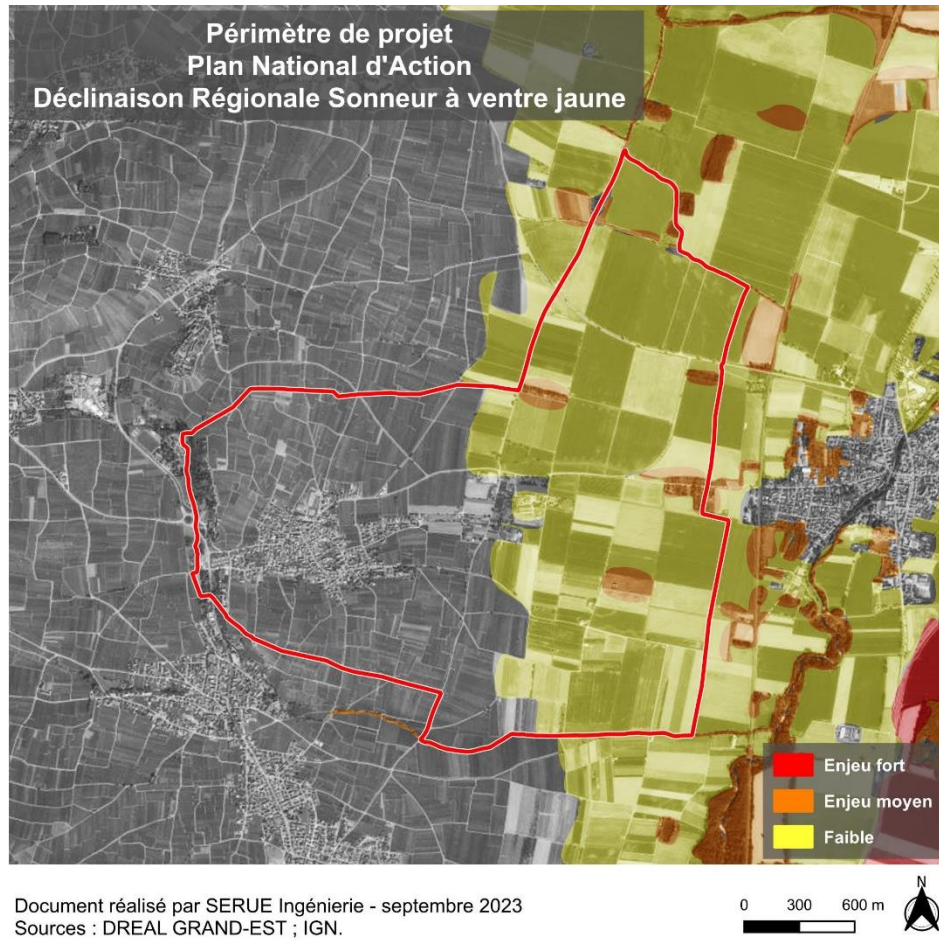 Périmètre de projet
Plan National d'Action
Déclinaison Régionale Sonneur à ventre jaune
Enjeu fort
Enjeu moyen
Faible
Document réalisé par SERUE Ingénierie - septembre 2023
Sources : DREAL GRAND-EST ; IGN.
0 300 600 m
N